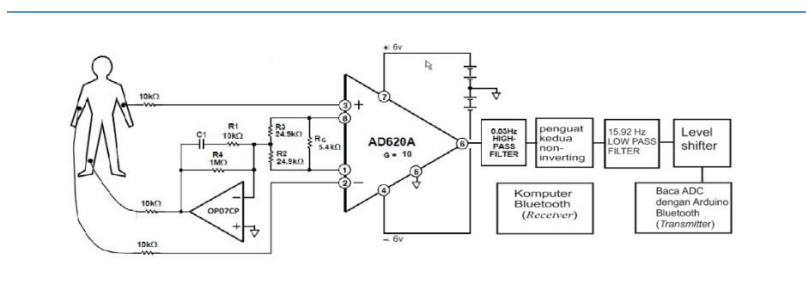 + 6v
10kΩ
7
3 +
8
R1
10kΩ
C1
R3
24.9kΩ
RG
5.4kΩ
AD620A
G = 10
R4
1MΩ
R2
24.9kΩ
6
5
1
2 −
4
10kΩ
OP07CP
−
+
10kΩ
− 6v
0.03Hz
HIGH-
PASS
FILTER
penguat
kedua
non-
inverting
15.92 Hz
LOW PASS
FILTER
Level
shifter
Komputer
Bluetooth
(Receiver)
Baca ADC
dengan Arduino
Bluetooth
(Transmitter)